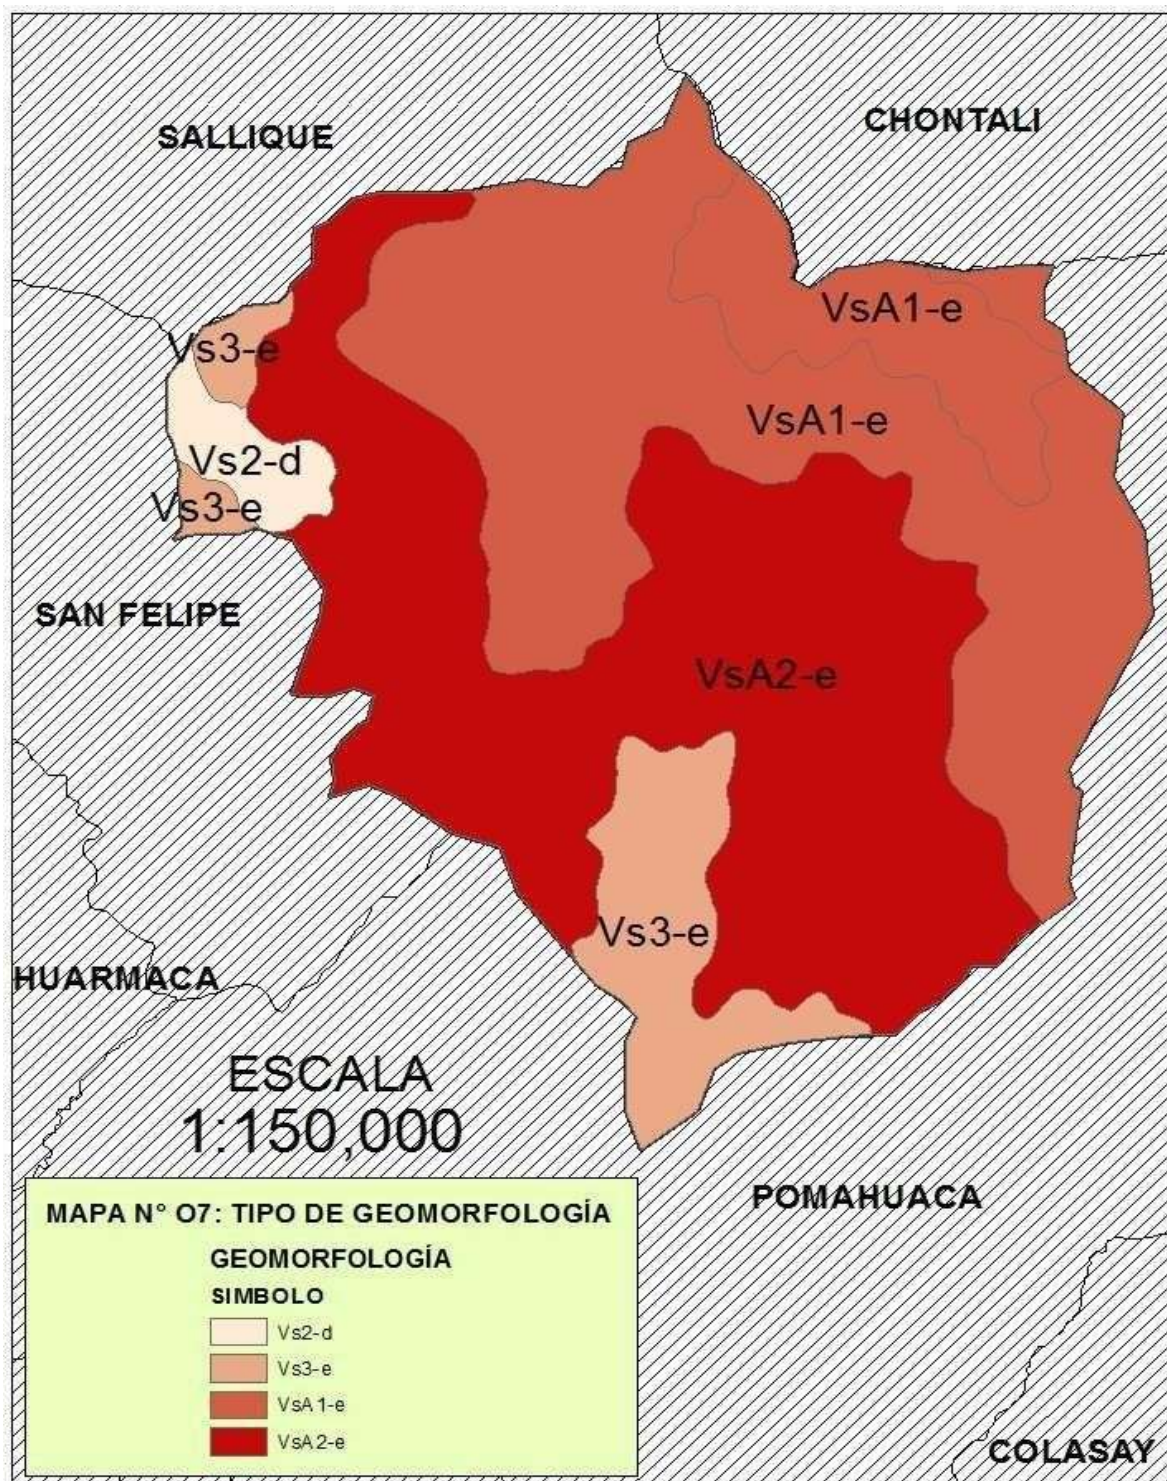 SALLIQUE
CHONTALI
VsA1-e
Vs3-e
VsA1-e
Vs2-d
Vs3-e
SAN FELIPE
VsA2-e
Vs3-e
HUARMACA
ESCALA
1:150,000
POMAHUACA
MAPA N° O7: TIPO DE GEOMORFOLOGÍA
GEOMORFOLOGÍA
SIMBOLO
Vs2-d
Vs3-e
VsA1-e
VsA2-e
COLASAY